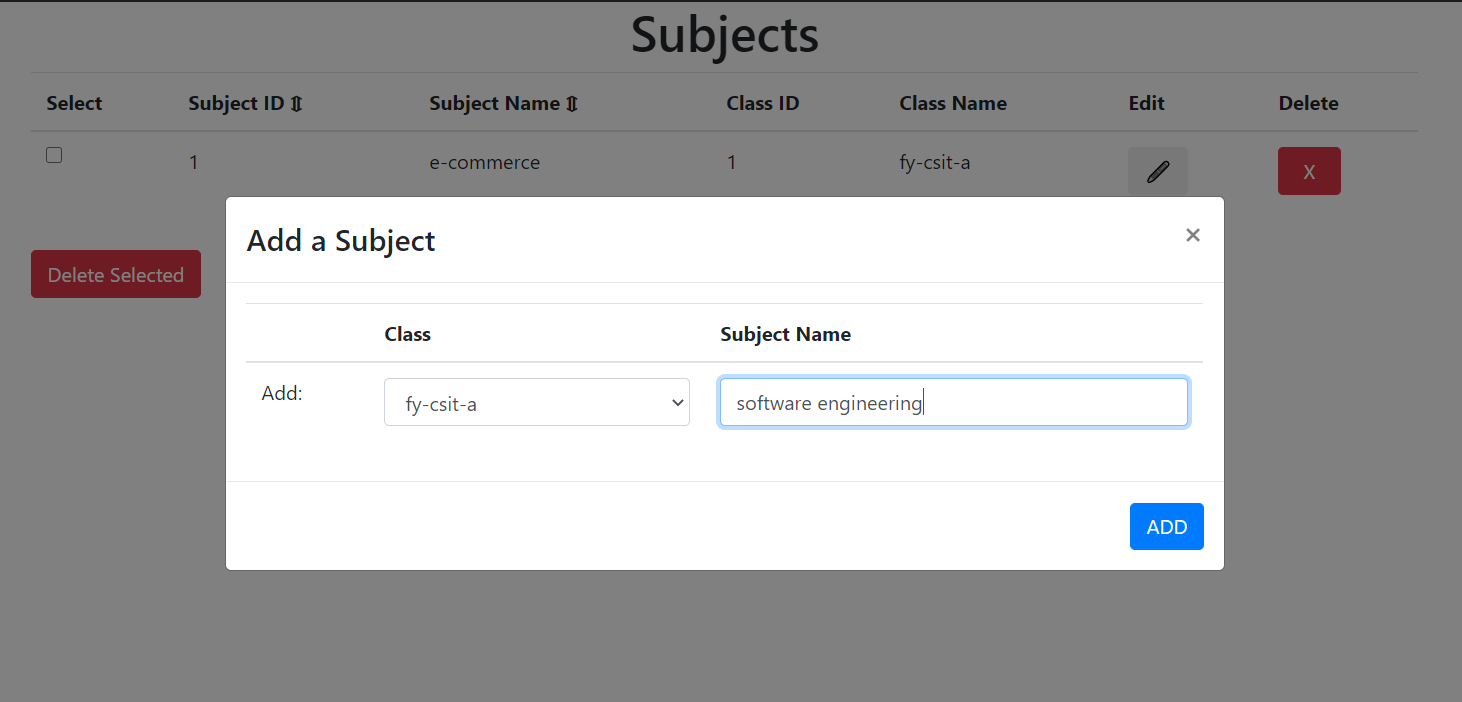 Subjects
Select Subject ID ⇕ Subject Name ⇕ Class ID Class Name Edit Delete
1 e-commerce 1 fy-csit-a X
Add a Subject ×
Delete Selected
Class Subject Name
Add: fy-csit-a software engineering
ADD